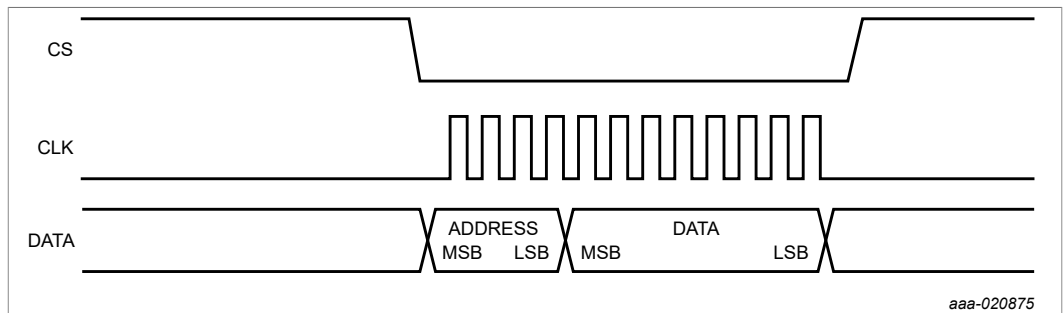 CS
CLK
DATA
ADDRESS
DATA
MSB LSB MSB LSB
aaa-020875